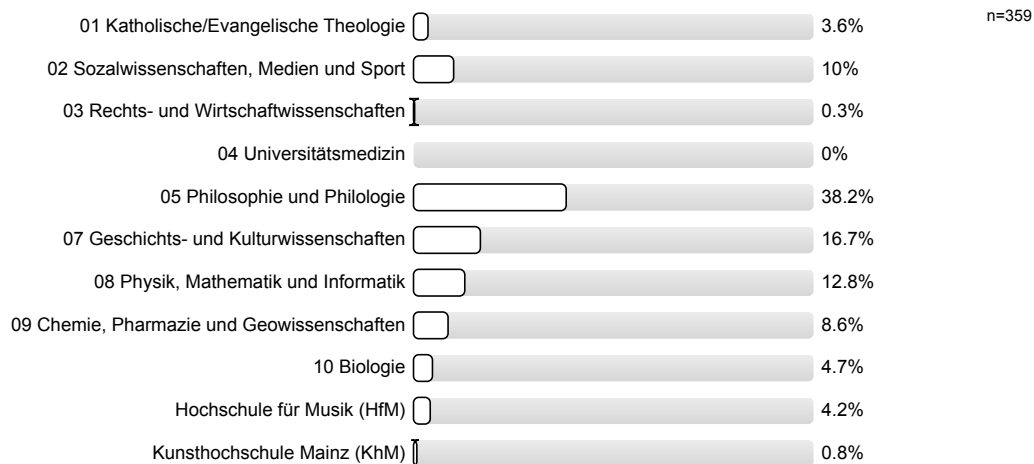 n=359
01 Katholische/Evangelische Theologie 3.6%
02 Sozalwissenschaften, Medien und Sport 10%
03 Rechts- und Wirtschaftwissenschaften 0.3%
04 Universitätsmedizin 0%
05 Philosophie und Philologie 38.2%
07 Geschichts- und Kulturwissenschaften 16.7%
08 Physik, Mathematik und Informatik 12.8%
09 Chemie, Pharmazie und Geowissenschaften 8.6%
10 Biologie 4.7%
Hochschule für Musik (HfM) 4.2%
Kunsthochschule Mainz (KhM) 0.8%